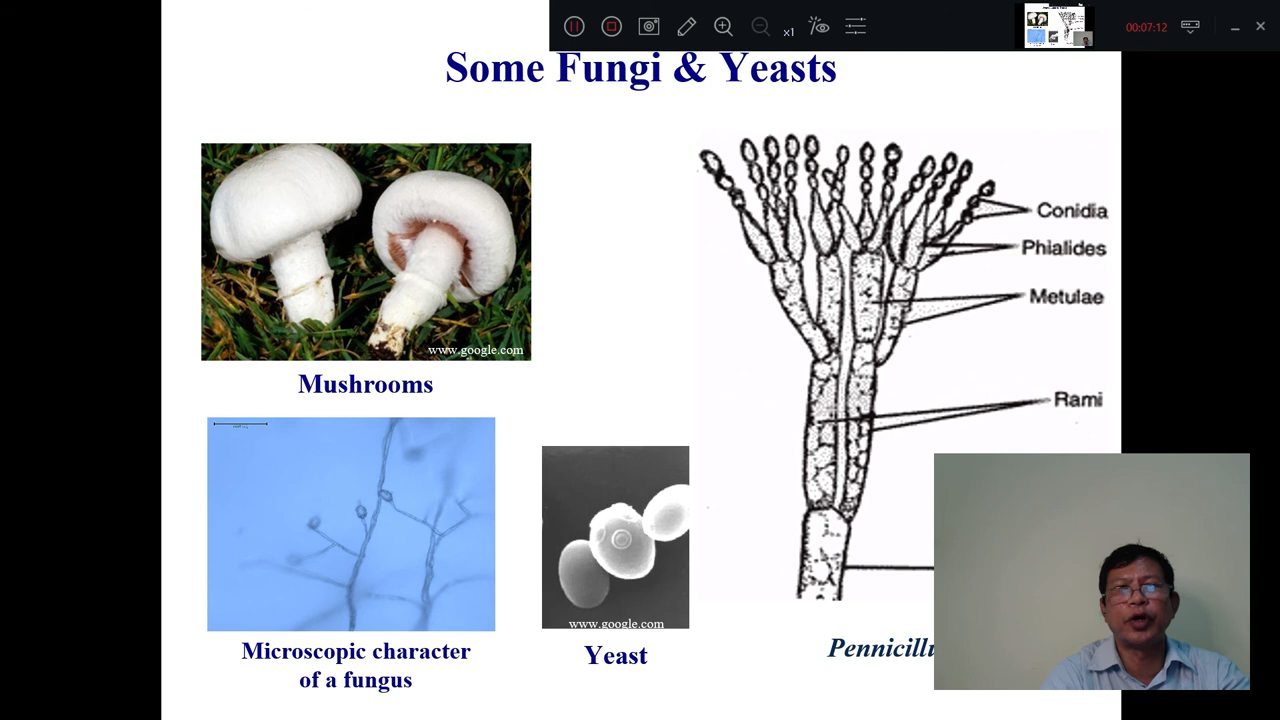 x1
00:07:12
Some Fungi & Yeasts
www.google.com
Mushrooms
Conidia
Phialides
Metulae
Rami
Microscopic character
of a fungus
www.google.com
Yeast